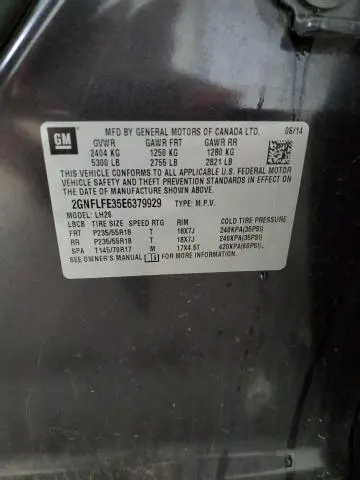 GM
MFD BY GENERAL MOTORS OF CANADA LTD. 06/14
GVWR GAWR FRT GAWR RR
2404 KG 1250 KG 1280 KG
5300 LB 2755 LB 2821 LB
THIS VEHICLE CONFORMS TO ALL APPLICABLE U.S. FEDERAL MOTOR
VEHICLE SAFETY AND THEFT PREVENTION STANDARDS IN EFFECT ON THE DATE OF
MANUFACTURE SHOWN ABOVE.
2GNFLFE35E6379929 TYPE: M.P.V.
MODEL: LH26
LBCB TIRE SIZE SPEED RTG RIM COLD TIRE PRESSURE
FRT P235/55R18 T 18X7J 240KPA(35PSI)
RR P235/55R18 T 18X7J 240KPA(35PSI)
SPA T145/70R17 M 17X4.5T 420KPA(60PSI)
SEE OWNER'S MANUAL FOR MORE INFORMATION.